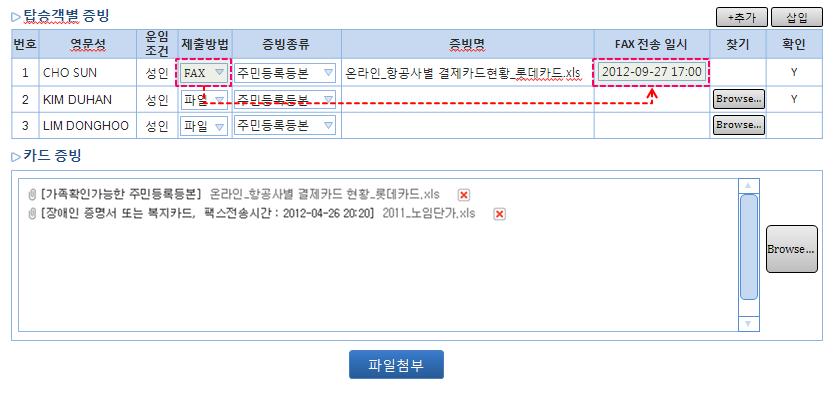 탑승객별 증빙
+추가 삽입
번호 영문성 운임조건 제출방법 증빙종류 증빙명 FAX 전송 일시 찾기 확인
1 CHO SUN 성인 FAX 주민등록등본 온라인_항공사별 결제카드현황_롯데카드.xls 2012-09-27 17:00 Y
2 KIM DUHAN 성인 파일 주민등록등본 Browse... Y
3 LIM DONGHOO 성인 파일 주민등록등본 Browse...
카드 증빙
[가족확인가능한 주민등록등본] 온라인_항공사별 결제카드 현황_롯데카드.xls
[장애인 증명서 또는 복지카드, 팩스전송시간 : 2012-04-26 20:20] 2011_노임단가.xls
Browse...
파일첨부